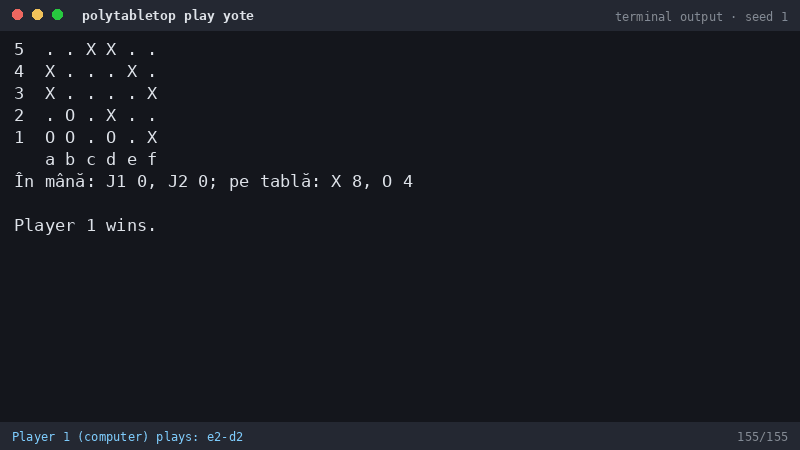 polytabletop play yote
terminal output · seed 1
5  . . X X . .
4  X . . . X .
3  X . . . . X
2  . O . X . .
1  O O . O . X
   a b c d e f
În mână: J1 0, J2 0; pe tablă: X 8, O 4
Player 1 wins.
Player 1 (computer) plays: e2-d2
155/155